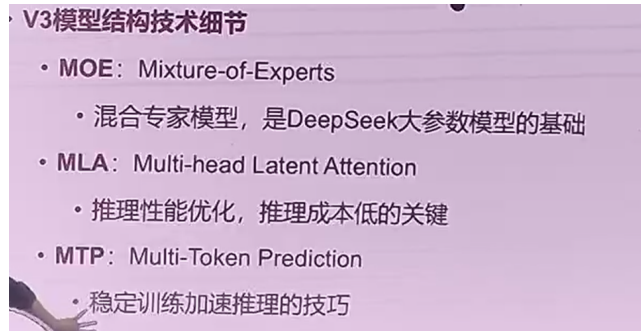 V3模型结构技术细节
• MOE：Mixture-of-Experts
• 混合专家模型，是DeepSeek大参数模型的基础
• MLA：Multi-head Latent Attention
• 推理性能优化，推理成本低的关键
• MTP：Multi-Token Prediction
• 稳定训练加速推理的技巧